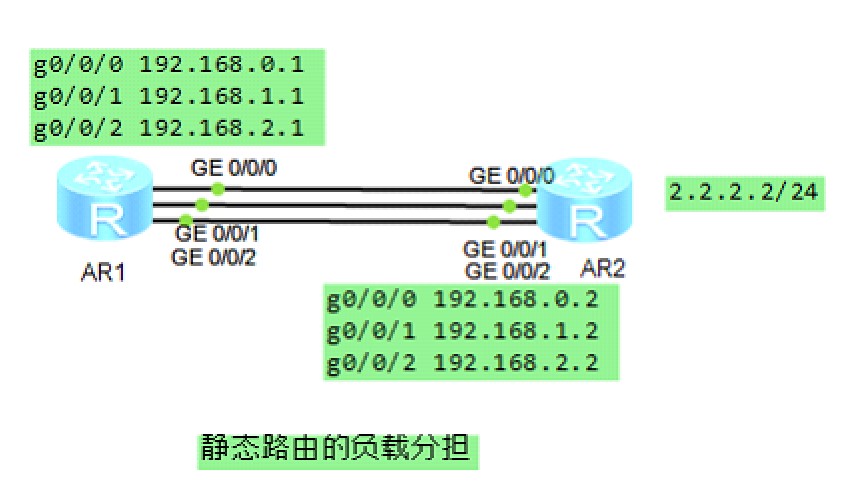 g0/0/0 192.168.0.1
g0/0/1 192.168.1.1
g0/0/2 192.168.2.1
GE 0/0/0
GE 0/0/0
2.2.2.2/24
GE 0/0/1
GE 0/0/2
GE 0/0/1
GE 0/0/2
R
R
AR1
AR2
g0/0/0 192.168.0.2
g0/0/1 192.168.1.2
g0/0/2 192.168.2.2
静态路由的负载分担